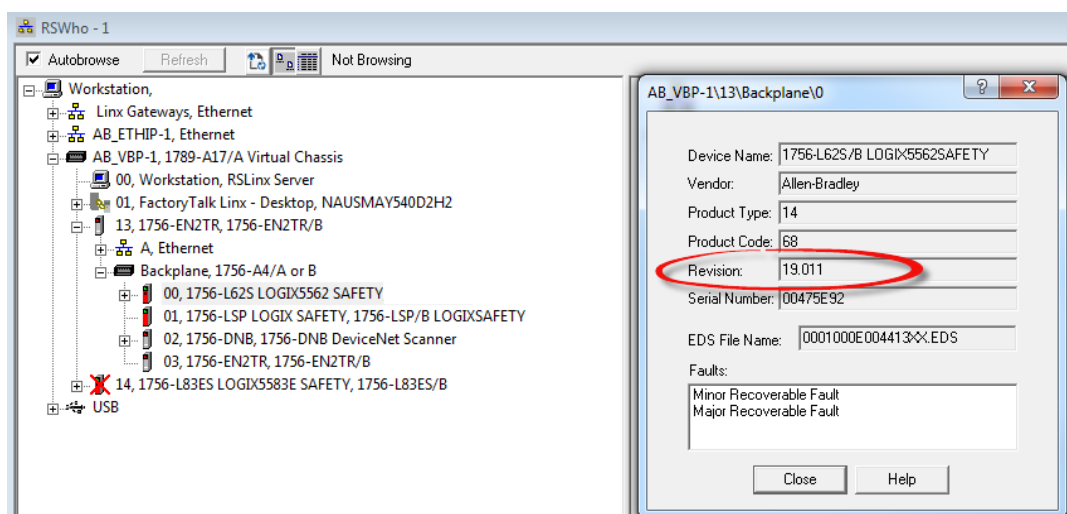 RSWho - 1
Autobrowse Refresh Not Browsing
Workstation,
Linx Gateways, Ethernet
AB_ETHIP-1, Ethernet
AB_VBP-1, 1789-A17/A Virtual Chassis
00, Workstation, RSLinx Server
01, FactoryTalk Linx - Desktop, NAUSMAY540D2H2
13, 1756-EN2TR, 1756-EN2TR/B
A, Ethernet
Backplane, 1756-A4/A or B
00, 1756-L62S LOGIX5562 SAFETY
01, 1756-LSP LOGIX SAFETY, 1756-LSP/B LOGIXSAFETY
02, 1756-DNB, 1756-DNB DeviceNet Scanner
03, 1756-EN2TR, 1756-EN2TR/B
14, 1756-L83ES LOGIX5583E SAFETY, 1756-L83ES/B
USB
AB_VBP-1\13\Backplane\0
Device Name: 1756-L62S/B LOGIX5562SAFETY
Vendor: Allen-Bradley
Product Type: 14
Product Code: 68
Revision: 19.011
Serial Number: 00475E92
EDS File Name: 0001000E004413XX.EDS
Faults:
Minor Recoverable Fault
Major Recoverable Fault
Close Help